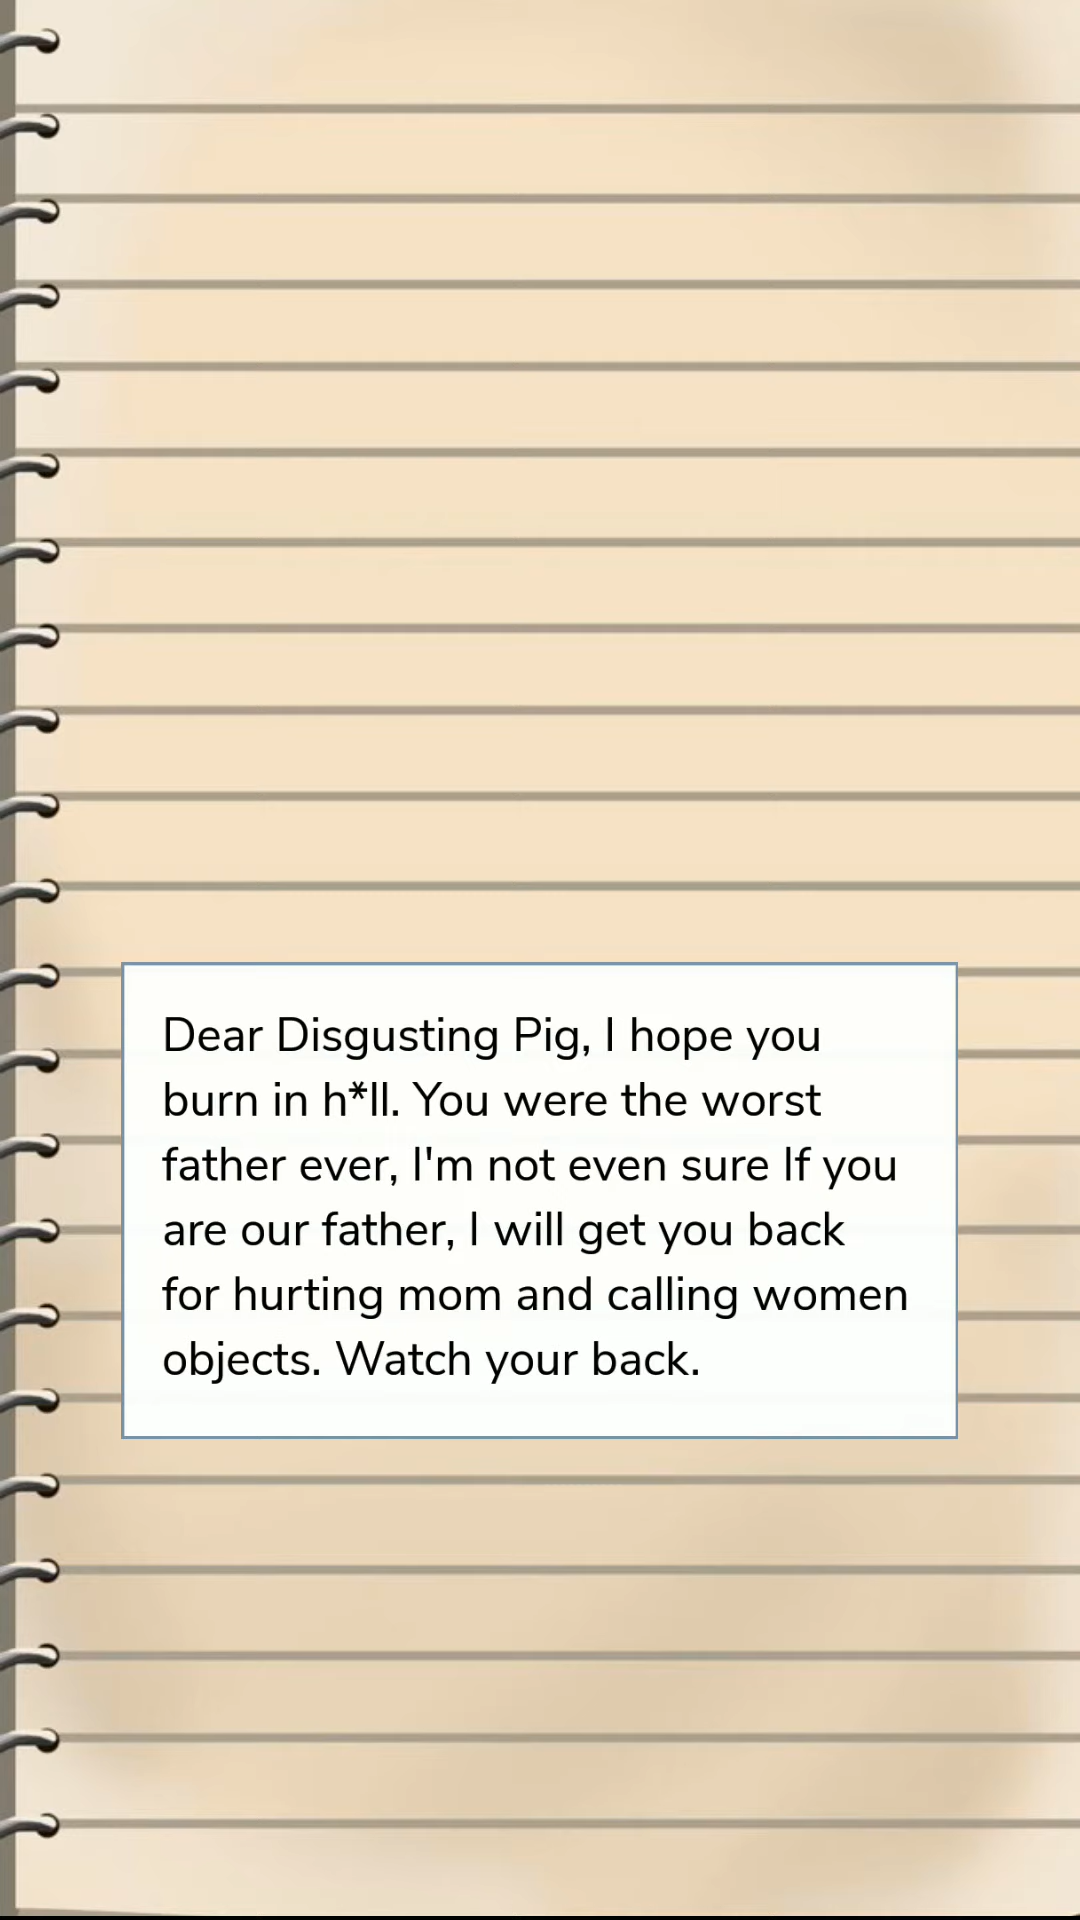 Dear Disgusting Pig, I hope you
burn in h*ll. You were the worst
father ever, I'm not even sure If you
are our father, I will get you back
for hurting mom and calling women
objects. Watch your back.